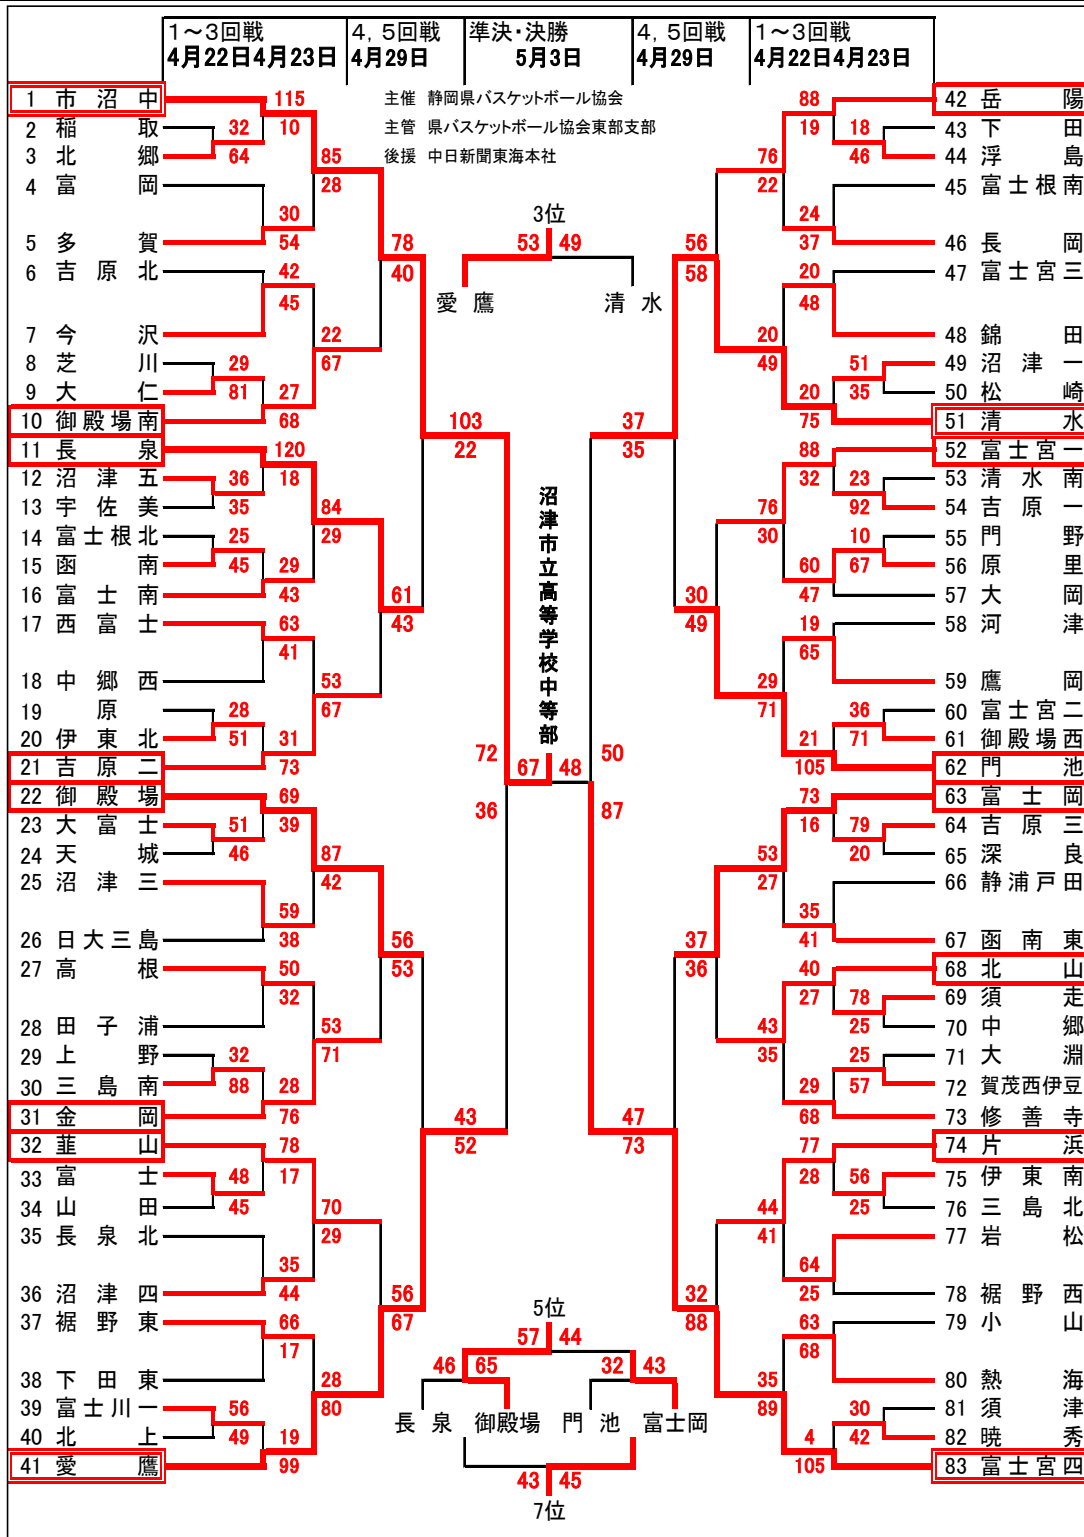 1～3回戦 4，5回戦 準決・決勝 4，5回戦 1～3回戦
4月22日4月23日 4月29日 5月3日 4月29日 4月22日4月23日
主催 静岡県バスケットボール協会
主管 県バスケットボール協会東部支部
後援 中日新聞東海本社
1 市沼中
2 稲取
3 北郷
4 富岡
5 多賀
6 吉原北
7 今沢
8 芝川
9 大仁
10 御殿場南
11 長泉
12 沼津五
13 宇佐美
14 富士根北
15 函南
16 富士南
17 西富士
18 中郷西
19 原
20 伊東北
21 吉原二
22 御殿場
23 大富士
24 天城
25 沼津三
26 日大三島
27 高根
28 田子浦
29 上野
30 三島南
31 金岡
32 韮山
33 富士
34 山田
35 長泉北
36 沼津四
37 裾野東
38 下田東
39 富士川一
40 北上
41 愛鷹
32
64
29
81
36
35
25
45
28
51
51
46
32
88
48
45
56
49
115
10
30
54
42
45
27
68
120
18
29
43
63
41
31
73
69
39
59
38
50
32
28
76
78
17
35
44
66
17
19
99
85
28
22
67
84
29
53
67
87
42
53
71
70
29
28
80
78
40
61
43
56
53
56
67
103
22
43
52
72
36
3位
53 49
愛鷹 清水
沼津市立高等学校中等部
67 48
5位
57 44
46 65 32 43
長泉 御殿場 門池 富士岡
43 45
7位
50
87
37
35
47
73
56
58
30
49
37
36
32
88
76
22
20
49
76
30
29
71
53
27
43
35
44
41
35
89
88
19
24
37
20
48
20
75
88
32
60
47
19
65
21
105
73
16
35
41
40
27
29
68
77
28
64
25
63
68
4
105
18
46
51
35
23
92
10
67
36
71
79
20
78
25
25
57
56
25
30
42
42 岳陽
43 下田
44 浮島
45 富士根南
46 長岡
47 富士宮三
48 錦田
49 沼津一
50 松崎
51 清水
52 富士宮一
53 清水南
54 吉原一
55 門野
56 原里
57 大岡
58 河津
59 鷹岡
60 富士宮二
61 御殿場西
62 門池
63 富士岡
64 吉原三
65 深良
66 静浦戸田
67 函南東
68 北山
69 須走
70 中郷
71 大淵
72 賀茂西伊豆
73 修善寺
74 片浜
75 伊東南
76 三島北
77 岩松
78 裾野西
79 小山
80 熱海
81 須津
82 暁秀
83 富士宮四